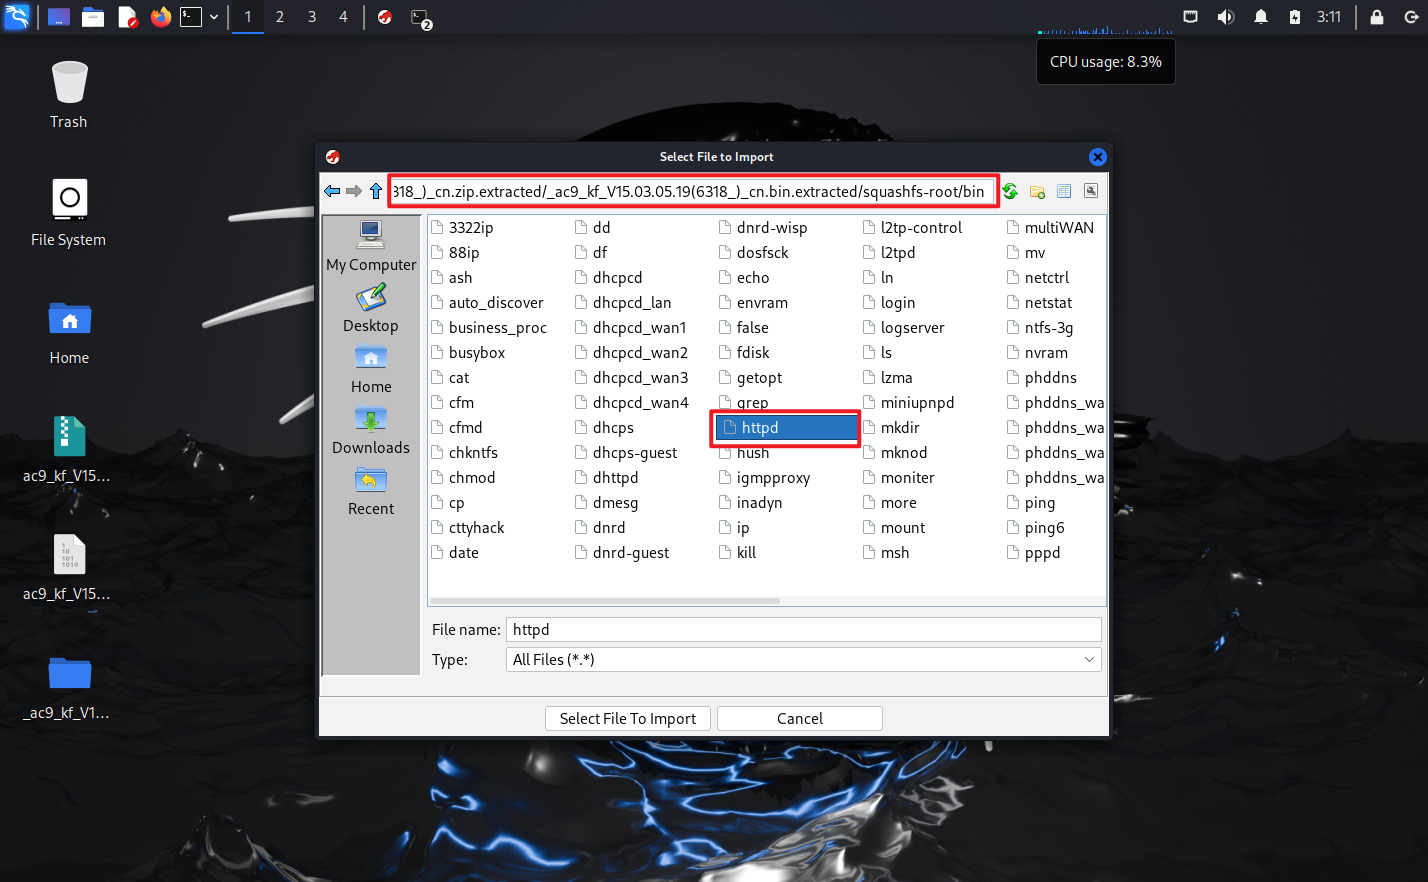 1 2 3 4
2
3:11
CPU usage: 8.3%
Trash
File System
Home
ac9_kf_V15...
1
10
101
1010
ac9_kf_V15...
_ac9_kf_V1...
Select File to Import
318_)_cn.zip.extracted/_ac9_kf_V15.03.05.19(6318_)_cn.bin.extracted/squashfs-root/bin
My Computer
Desktop
Home
Downloads
Recent
3322ip dd dnrd-wisp l2tp-control multiWAN
88ip df dosfsck l2tpd mv
ash dhcpcd echo ln netctrl
auto_discover dhcpcd_lan envram login netstat
business_proc dhcpcd_wan1 false logserver ntfs-3g
busybox dhcpcd_wan2 fdisk ls nvram
cat dhcpcd_wan3 getopt lzma phddns
cfm dhcpcd_wan4 grep miniupnpd phddns_wa
cfmd dhcps httpd mkdir phddns_wa
chkntfs dhcps-guest hush mknod phddns_wa
chmod dhttpd igmpproxy moniter phddns_wa
cp dmesg inadyn more ping
cttyhack dnrd ip mount ping6
date dnrd-guest kill msh pppd
File name: httpd
Type: All Files (*.*)
Select File To Import Cancel